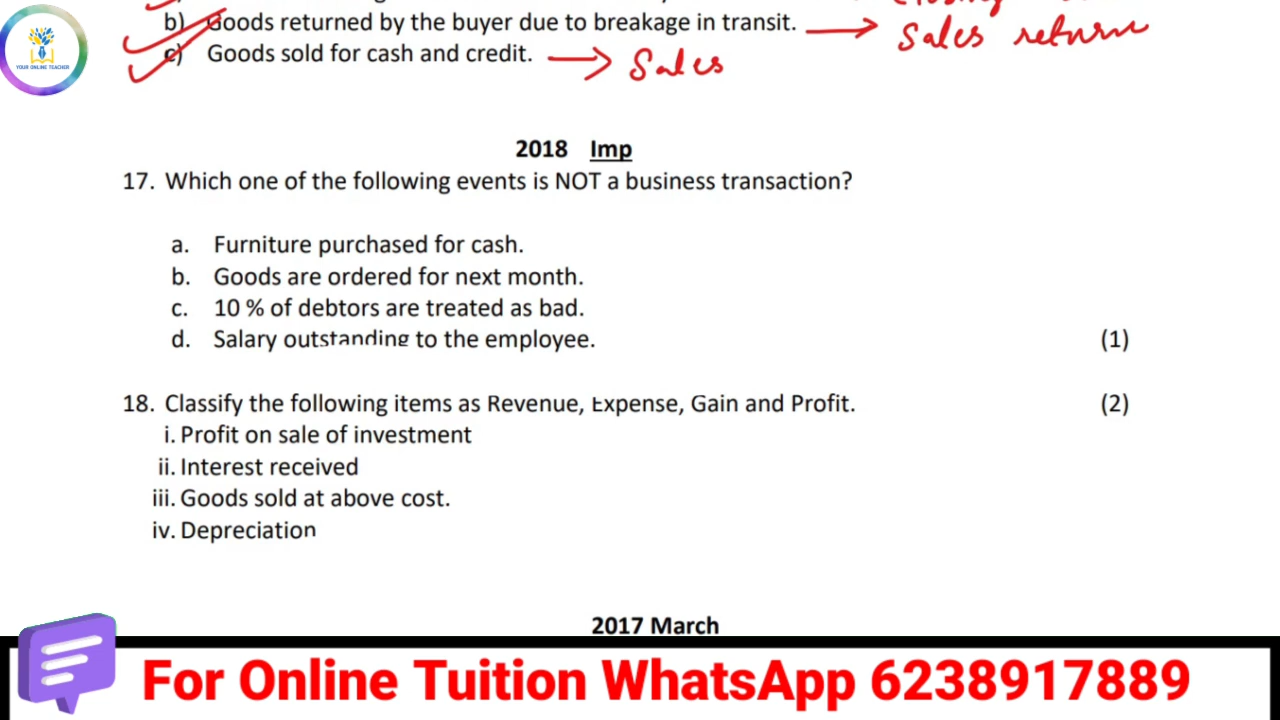 b) Goods returned by the buyer due to breakage in transit. → Sales return
c) Goods sold for cash and credit. → Sales
YOUR ONLINE TEACHER
2018 Imp
17. Which one of the following events is NOT a business transaction?
a. Furniture purchased for cash.
b. Goods are ordered for next month.
c. 10 % of debtors are treated as bad.
d. Salary outstanding to the employee. (1)
18. Classify the following items as Revenue, Expense, Gain and Profit. (2)
i. Profit on sale of investment
ii. Interest received
iii. Goods sold at above cost.
iv. Depreciation
2017 March
For Online Tuition WhatsApp 6238917889